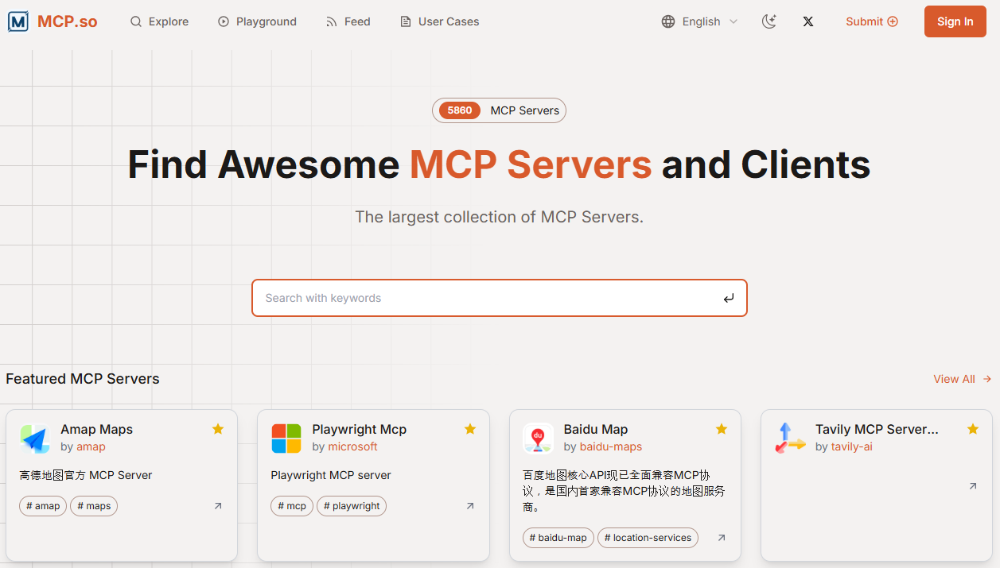 M MCP.so Explore Playground Feed User Cases English X Submit Sign In
5860 MCP Servers
Find Awesome MCP Servers and Clients
The largest collection of MCP Servers.
Search with keywords
Featured MCP Servers View All
Amap Maps
by amap
高德地图官方 MCP Server
# amap # maps
Playwright Mcp
by microsoft
Playwright MCP server
# mcp # playwright
du
Baidu Map
by baidu-maps
百度地图核心API现已全面兼容MCP协
议，是国内首家兼容MCP协议的地图服务
商。
# baidu-map # location-services
Tavily MCP Server...
by tavily-ai